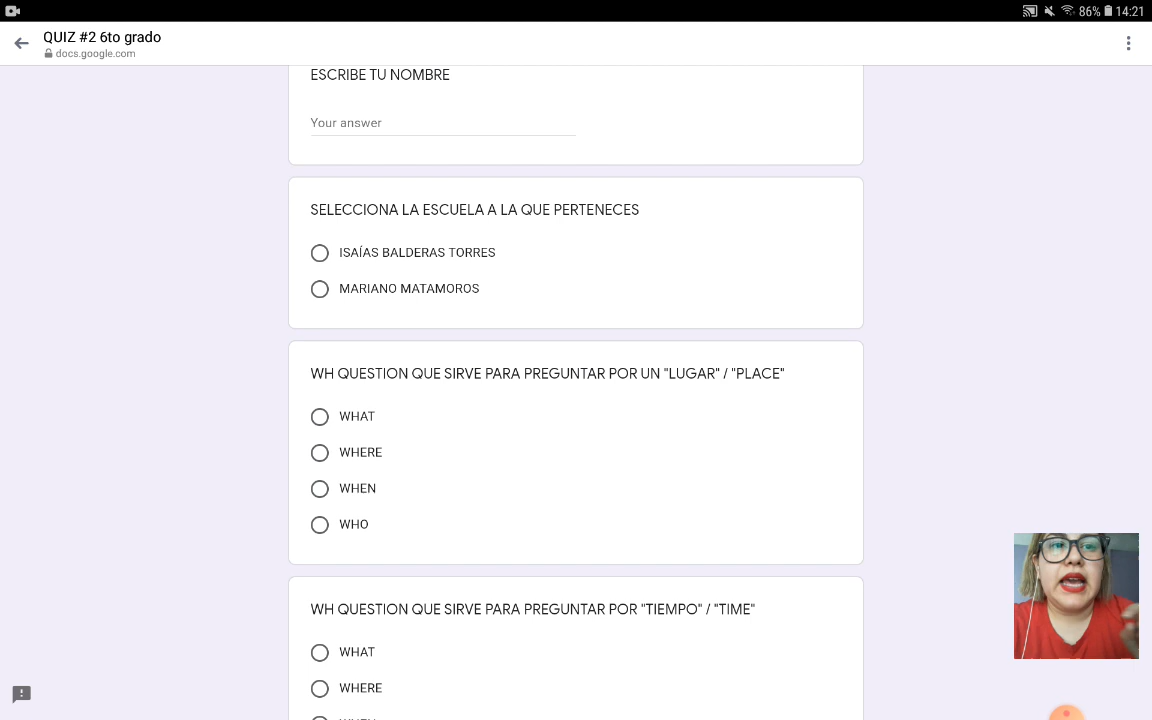 86% 14:21
QUIZ #2 6to grado
docs.google.com
ESCRIBE TU NOMBRE
Your answer
SELECCIONA LA ESCUELA A LA QUE PERTENECES
ISAÍAS BALDERAS TORRES
MARIANO MATAMOROS
WH QUESTION QUE SIRVE PARA PREGUNTAR POR UN "LUGAR" / "PLACE"
WHAT
WHERE
WHEN
WHO
WH QUESTION QUE SIRVE PARA PREGUNTAR POR "TIEMPO" / "TIME"
WHAT
WHERE